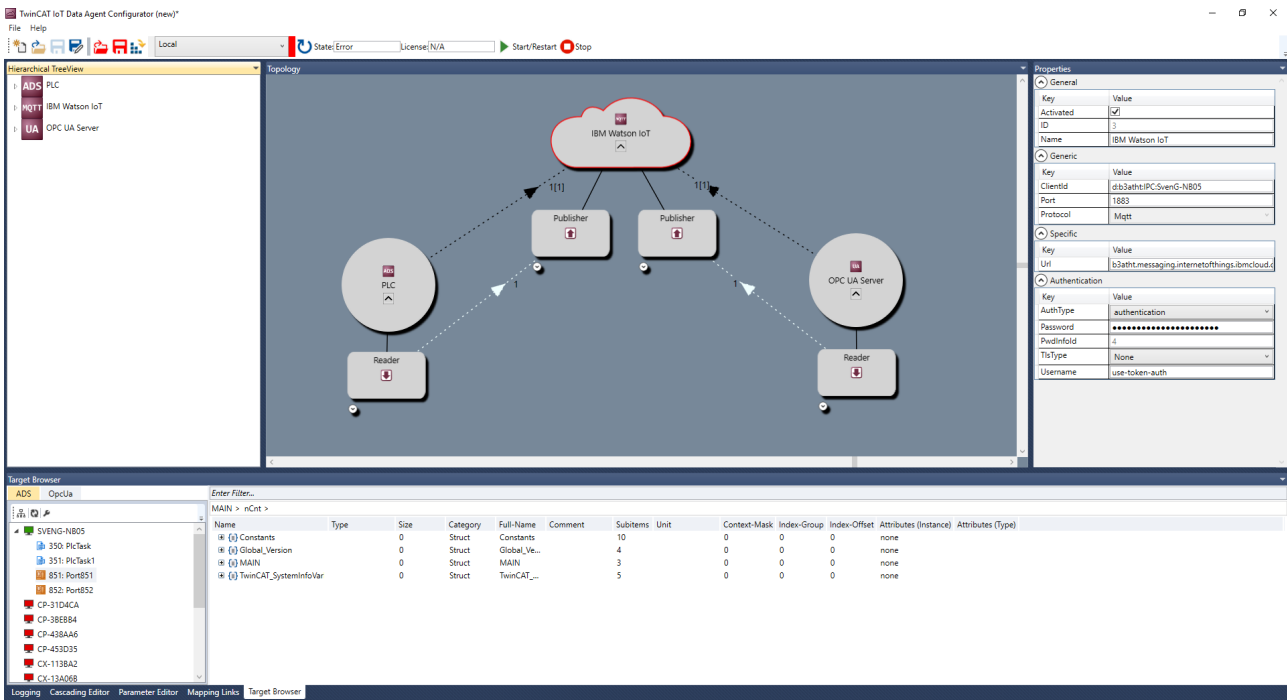 TwinCAT IoT Data Agent Configurator (new)*
File Help
Local State: Error License: N/A Start/Restart Stop
Hierarchical TreeView
ADS PLC
MQTT IBM Watson IoT
UA OPC UA Server
Topology
MQTT
IBM Watson IoT
1[1] 1[1]
Publisher Publisher
ADS
PLC
UA
OPC UA Server
1 1
Reader Reader
Properties
General
Key Value
Activated
ID 3
Name IBM Watson IoT
Generic
Key Value
ClientId d:b3atht:IPC:SvenG-NB05
Port 1883
Protocol Mqtt
Specific
Key Value
Url b3atht.messaging.internetofthings.ibmcloud.c
Authentication
Key Value
AuthType authentication
Password ●●●●●●●●●●●●●●●●●●●●●●
PwdInfoId 4
TlsType None
Username use-token-auth
Target Browser
ADS OpcUa
SVENG-NB05
350: PlcTask
351: PlcTask1
851: Port851
852: Port852
CP-31D4CA
CP-3BEBB4
CP-438AA6
CP-453D35
CX-113BA2
CX-13A06B
Enter Filter...
MAIN > nCnt >
Name Type Size Category Full-Name Comment Subitems Unit Context-Mask Index-Group Index-Offset Attributes (Instance) Attributes (Type)
Constants 0 Struct Constants 10 0 0 0 none
Global_Version 0 Struct Global_Ve... 4 0 0 0 none
MAIN 0 Struct MAIN 3 0 0 0 none
TwinCAT_SystemInfoVar 0 Struct TwinCAT_... 5 0 0 0 none
Logging Cascading Editor Parameter Editor Mapping Links Target Browser